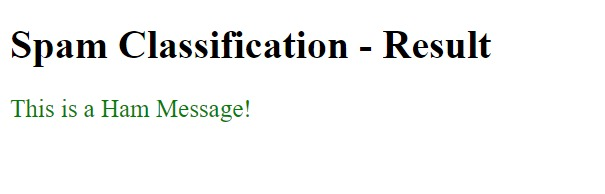 Spam Classification - Result
This is a Ham Message!